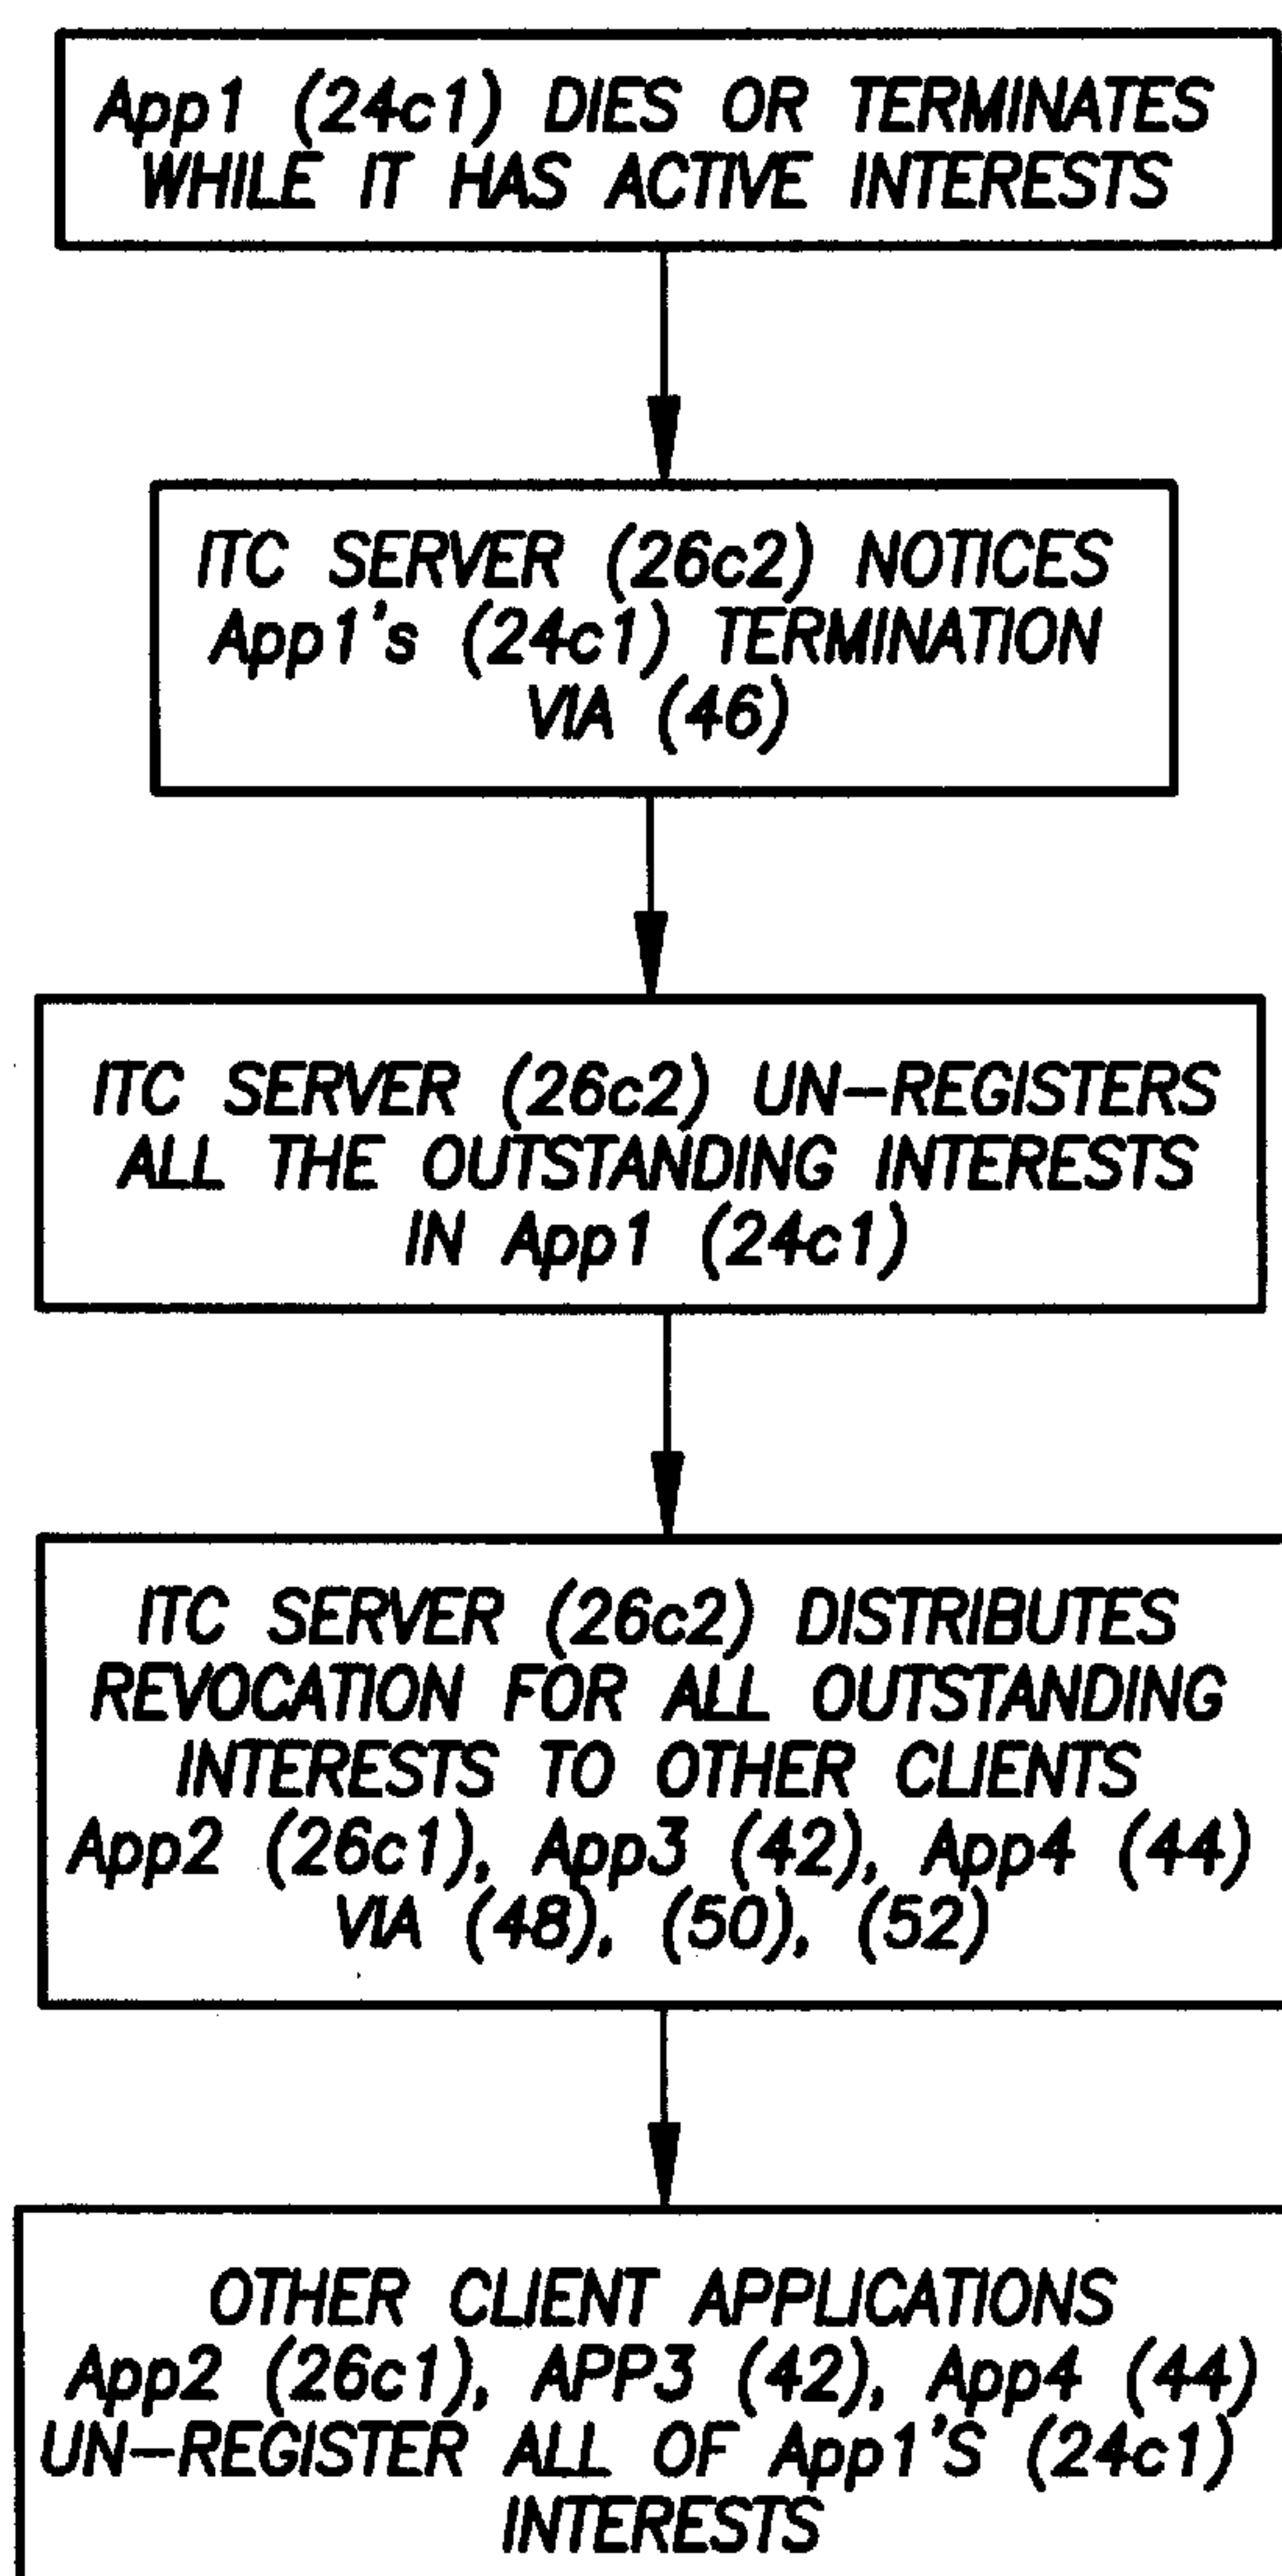 App1 (24c1) DIES OR TERMINATES
WHILE IT HAS ACTIVE INTERESTS
ITC SERVER (26c2) NOTICES
App1's (24c1) TERMINATION
VIA (46)
ITC SERVER (26c2) UN-REGISTERS
ALL THE OUTSTANDING INTERESTS
IN App1 (24c1)
ITC SERVER (26c2) DISTRIBUTES
REVOCATION FOR ALL OUTSTANDING
INTERESTS TO OTHER CLIENTS
App2 (26c1), App3 (42), App4 (44)
VIA (48), (50), (52)
OTHER CLIENT APPLICATIONS
App2 (26c1), APP3 (42), App4 (44)
UN-REGISTER ALL OF App1'S (24c1)
INTERESTS